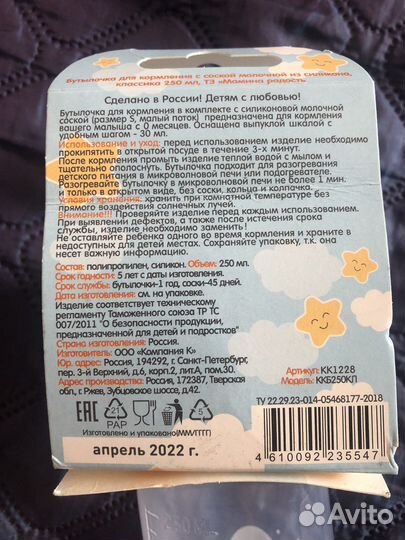 Бутылочка для кормления с соской молочной из силикона,
классика 250 мл, ТЗ «Мамина радость
Сделано в России! Детям с любовью!
Бутылочка для кормления в комплекте с силиконовой молочной
соской (размер S, малый поток) предназначена для кормления
вашего малыша с 0 месяцев. Оснащена выпуклой шкалой с
удобным шагом - 30 мл.
Использование и уход: перед использованием изделие необходимо
прокипятить в открытой посуде в течение 3-х минут.
После кормления промыть изделие теплой водой с мылом и
тщательно ополоснуть. Бутылочка подходит для разогревания
детского питания в микроволновой печи или подогревателе.
Разогревайте бутылочку в микроволновой печи не более 1 мин.
и только в открытом виде, без соски, кольца и колпачка.
Условия хранения: хранить при комнатной температуре без
прямого воздействия солнечных лучей.
Внимание!!! Проверяйте изделие перед каждым использованием.
При выявлении дефектов, а также после истечения срока
службы, изделие необходимо заменить!
Не оставляйте ребенка одного во время кормления и храните в
недоступных для детей местах. Сохраняйте упаковку, т.к. она
несет важную информацию.
Состав: полипропилен, силикон. Объем: 250 мл.
Срок годности: 5 лет с даты изготовления.
Срок службы: бутылочки-1 год, соски-45 дней.
Дата изготовления: см. на упаковке.
Изделие соответствует техническому
регламенту Таможенного союза ТР ТС
007/2011 "О безопасности продукции,
предназначенной для детей и подростков"
Страна изготовления: Россия.
Изготовитель: ООО «Компания К»
Юр. адрес: Россия, 194292, г. Санкт-Петербург,
пер. 3-й Верхний, д.6, корп.2, лит.А, пом.30.
Адрес производства: Россия, 172387, Тверская
обл., г. Ржев, Зубцовское шоссе, д.42.
Артикул: КК1228
Модель: ККБ250КЛ
ТУ 22.29.23-014-05468177-2018
EAC
21
PAP
5
Изготовлено и упаковано(ММ/ГГГГ)
апрель 2022 г.
4 610092 235547
Avito